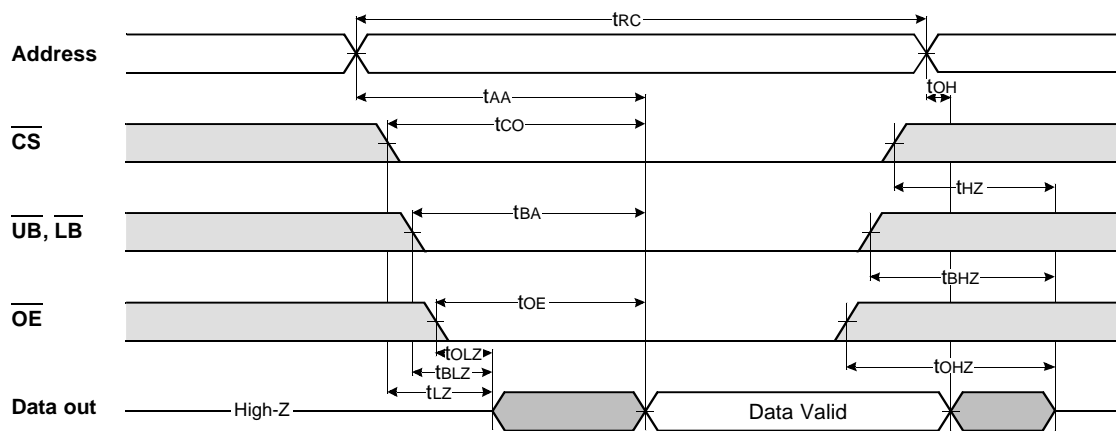 tRC
Address
tAA
tOH
tCO
CS
tHZ
UB, LB
tBA
tBHZ
OE
tOE
tOLZ
tBLZ
tOHZ
tLZ
Data out
High-Z
Data Valid